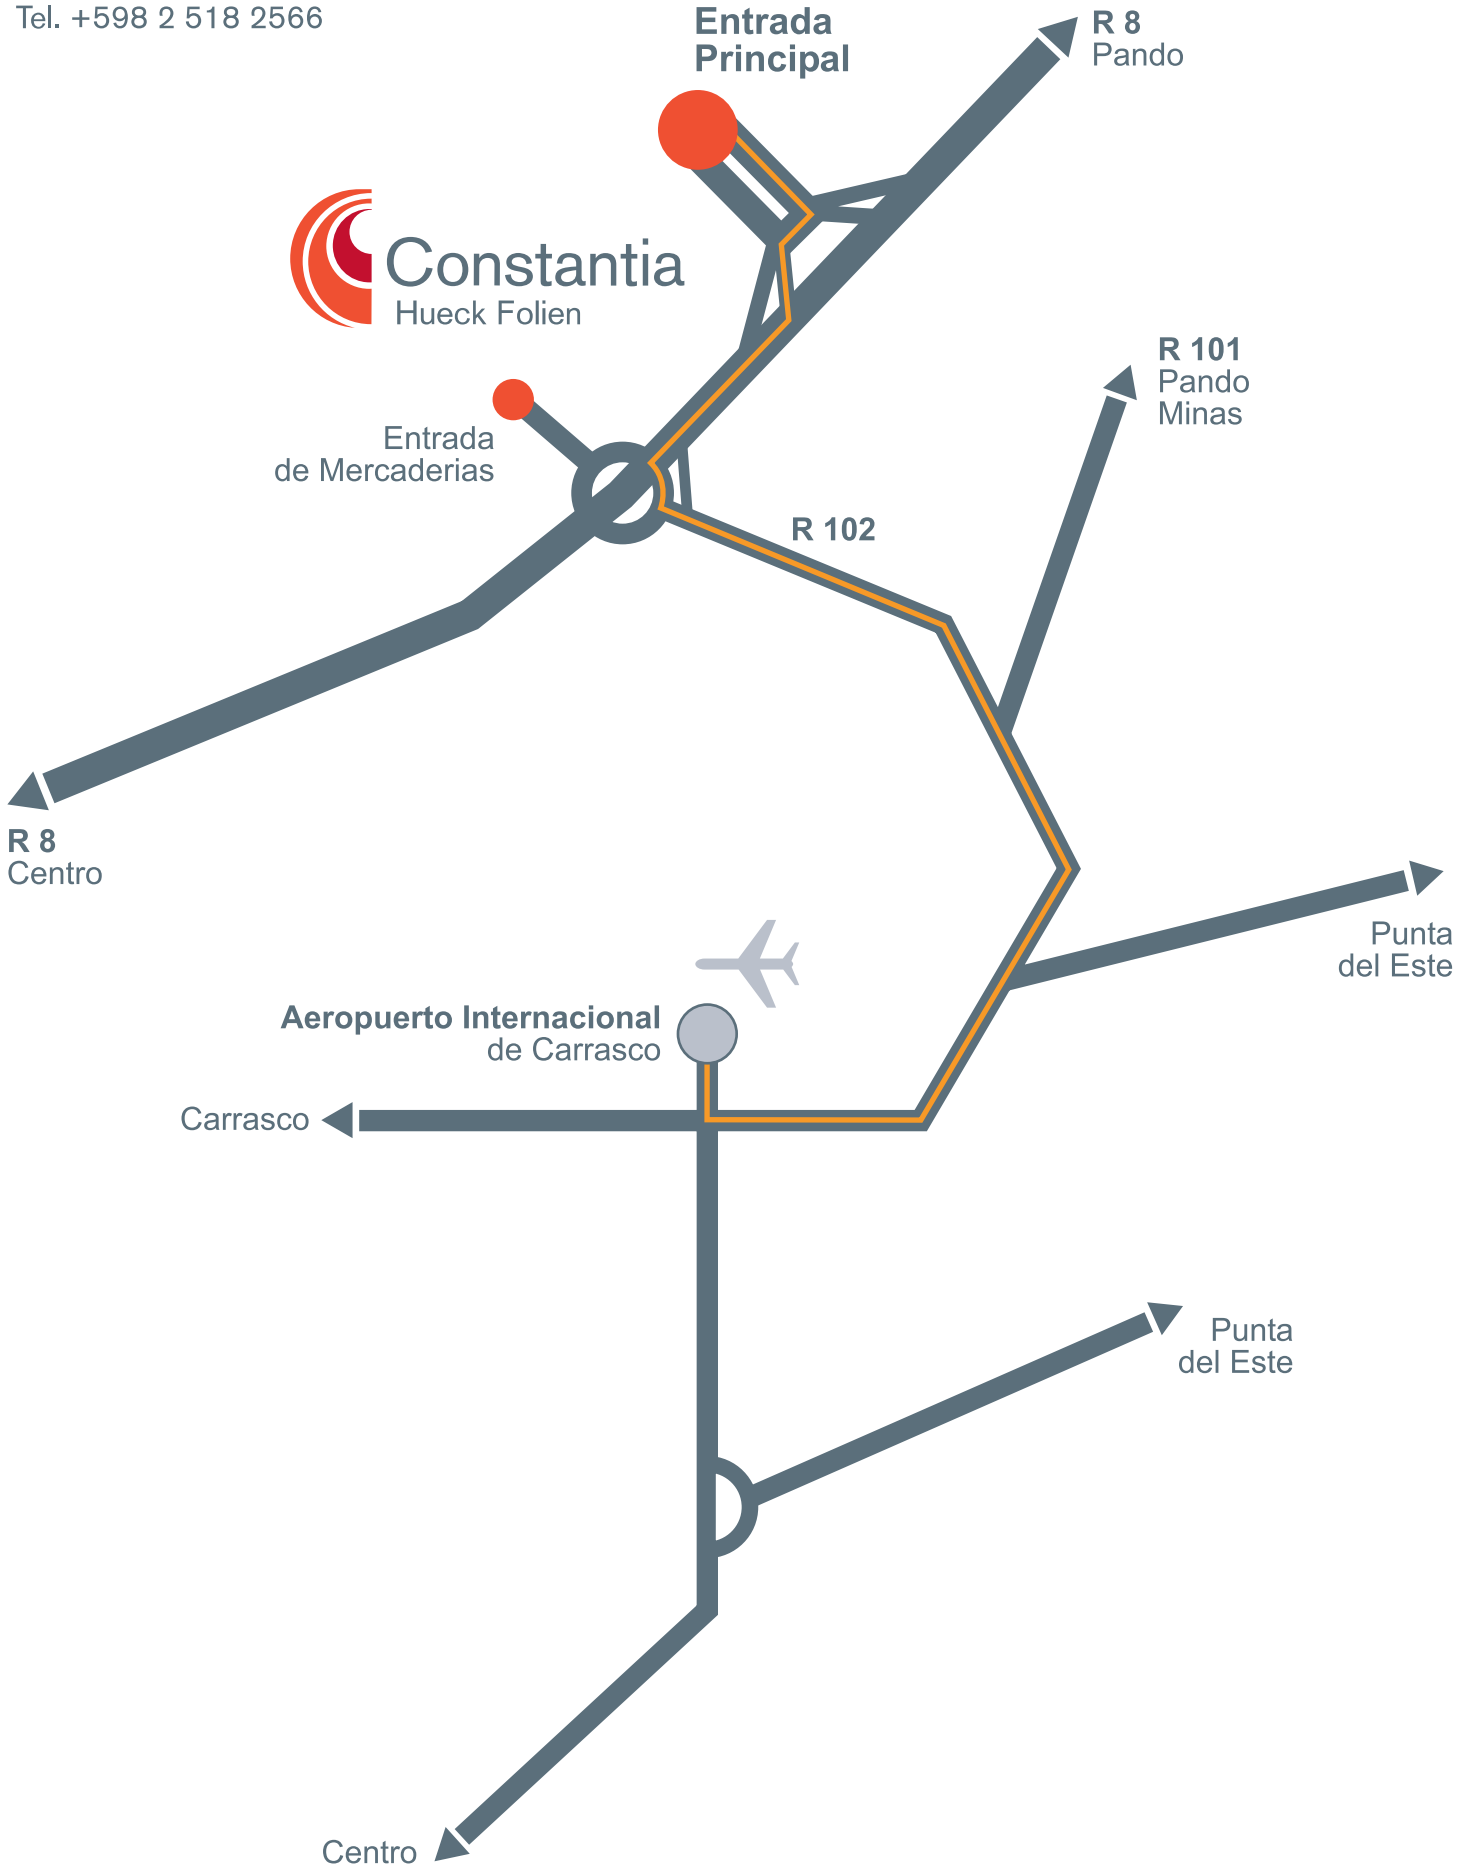 Tel. +598 2 518 2566
Entrada
Principal
R 8
Pando
Constantia
Hueck Folien
R 101
Pando
Minas
Entrada
de Mercaderias
R 102
R 8
Centro
Punta
del Este
Aeropuerto Internacional
de Carrasco
Carrasco
Punta
del Este
Centro